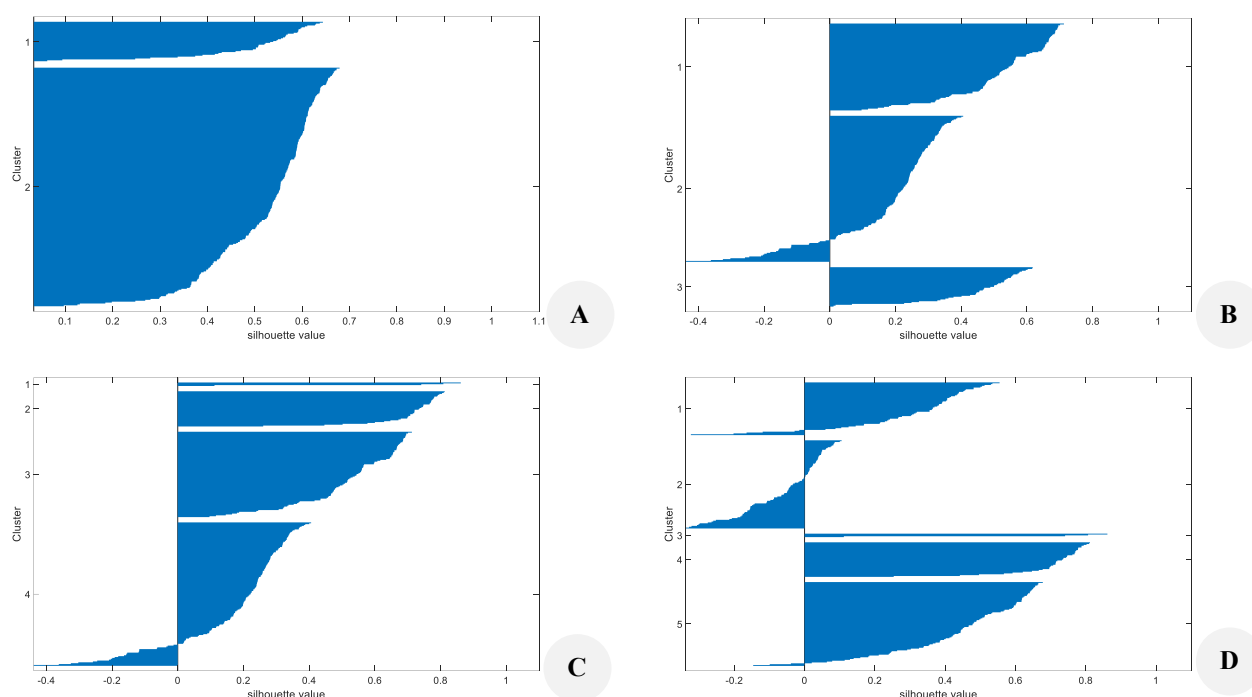 1
2
Cluster
0.1 0.2 0.3 0.4 0.5 0.6 0.7 0.8 0.9 1 1.1
silhouette value
A
1
2
3
Cluster
-0.4 -0.2 0 0.2 0.4 0.6 0.8 1
silhouette value
B
1
2
3
4
Cluster
-0.4 -0.2 0 0.2 0.4 0.6 0.8 1
silhouette value
C
1
2
3
4
5
Cluster
-0.2 0 0.2 0.4 0.6 0.8 1
silhouette value
D